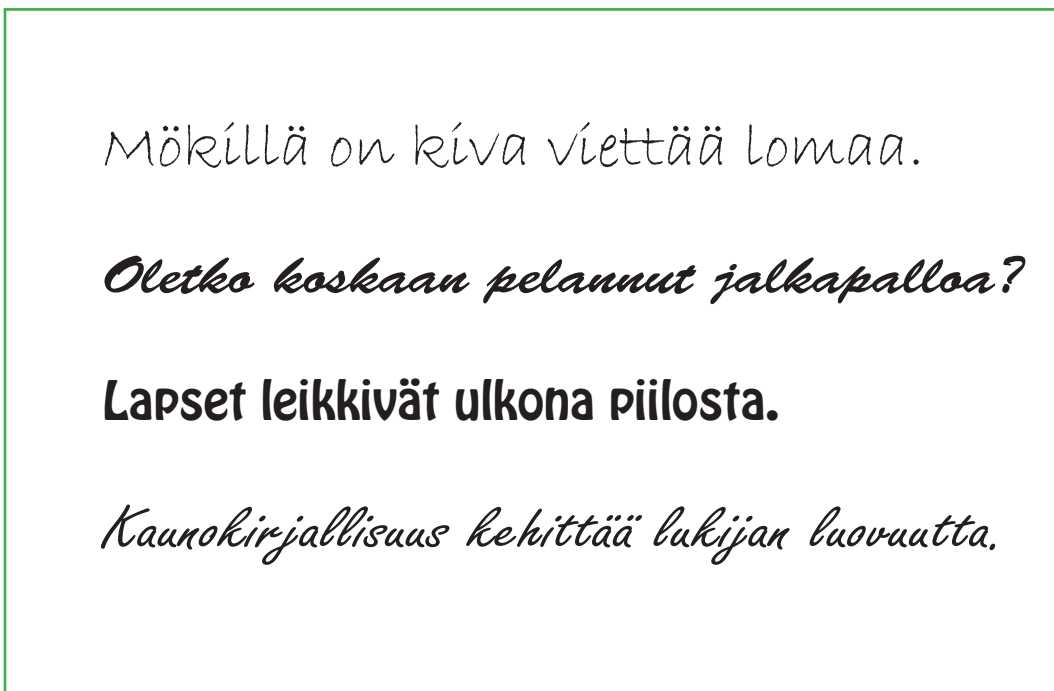 Mökillä on kiva viettää lomaa.
Oletko koskaan pelannut jalkapalloa?
Lapset leikkivät ulkona piilosta.
Kaunokirjallisuus kehittää lukijan luovuutta.